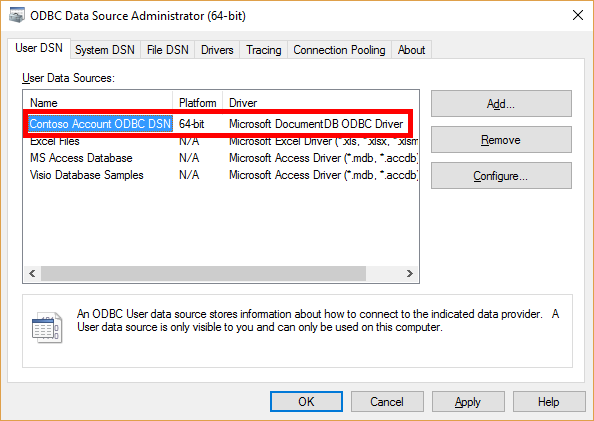 ODBC Data Source Administrator (64-bit)
User DSN System DSN File DSN Drivers Tracing Connection Pooling About
User Data Sources:
Name Platform Driver
Contoso Account ODBC DSN 64-bit Microsoft DocumentDB ODBC Driver
Excel Files N/A Microsoft Excel Driver (*.xls, *.xlsx, *.xlsm
MS Access Database N/A Microsoft Access Driver (*.mdb, *.accdb)
Visio Database Samples N/A Microsoft Access Driver (*.mdb, *.accdb)
Add...
Remove
Configure...
An ODBC User data source stores information about how to connect to the indicated data provider. A
User data source is only visible to you and can only be used on this computer.
OK Cancel Apply Help